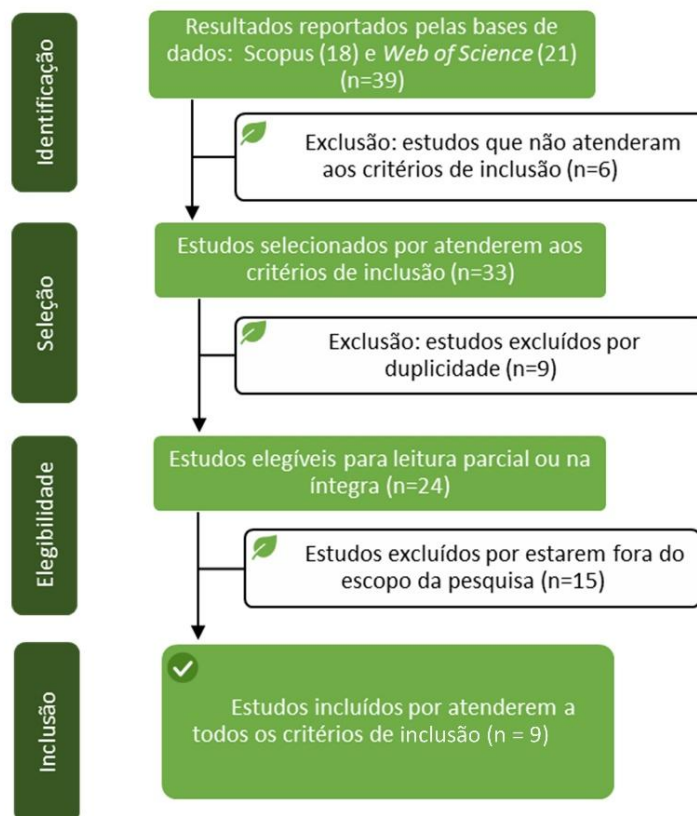 Identificação
Resultados reportados pelas bases de
dados: Scopus (18) e Web of Science (21)
(n=39)
Exclusão: estudos que não atenderam
aos critérios de inclusão (n=6)
Seleção
Estudos selecionados por atenderem aos
critérios de inclusão (n=33)
Exclusão: estudos excluídos por
duplicidade (n=9)
Elegibilidade
Estudos elegíveis para leitura parcial ou na
íntegra (n=24)
Estudos excluídos por estarem fora do
escopo da pesquisa (n=15)
Inclusão
Estudos incluídos por atenderem a
todos os critérios de inclusão (n = 9)